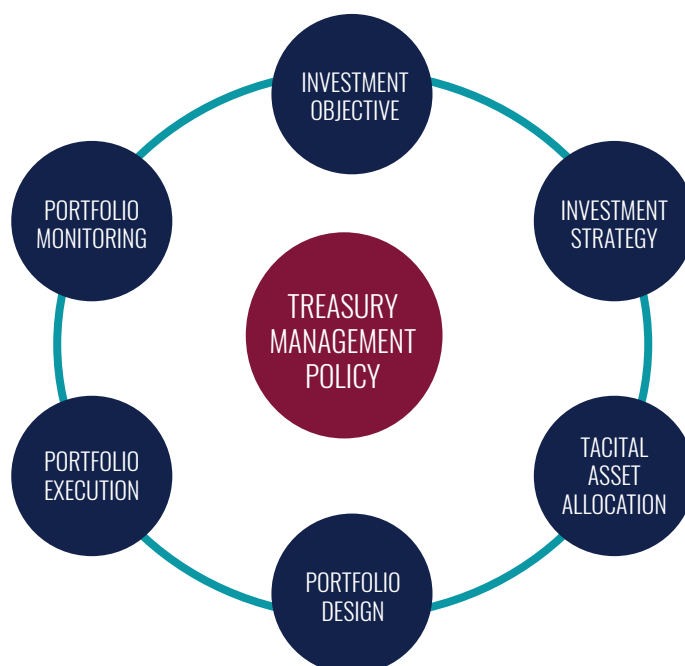 INVESTMENT
OBJECTIVE
INVESTMENT
STRATEGY
TACITAL
ASSET
ALLOCATION
PORTFOLIO
DESIGN
PORTFOLIO
EXECUTION
PORTFOLIO
MONITORING
TREASURY
MANAGEMENT
POLICY